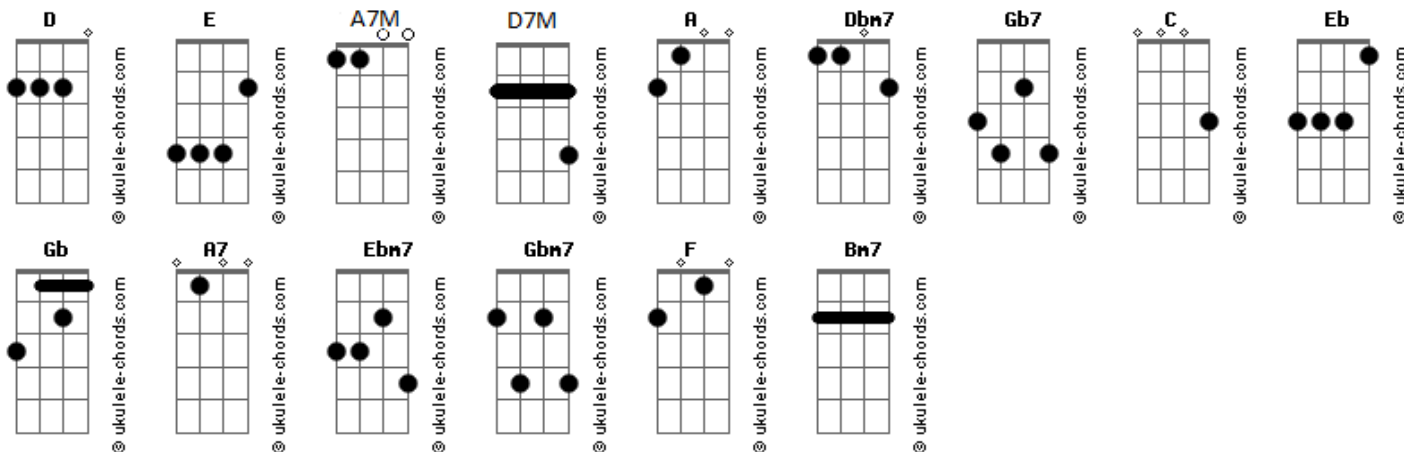 D E A7M D7M A Dbm7 Gb7 C Eb
© ukulele-chords.com © ukulele-chords.com © ukulele-chords.com © ukulele-chords.com © ukulele-chords.com © ukulele-chords.com © ukulele-chords.com © ukulele-chords.com © ukulele-chords.com
Gb A7 Ebm7 Gbm7 F Bm7
© ukulele-chords.com © ukulele-chords.com © ukulele-chords.com © ukulele-chords.com © ukulele-chords.com © ukulele-chords.com